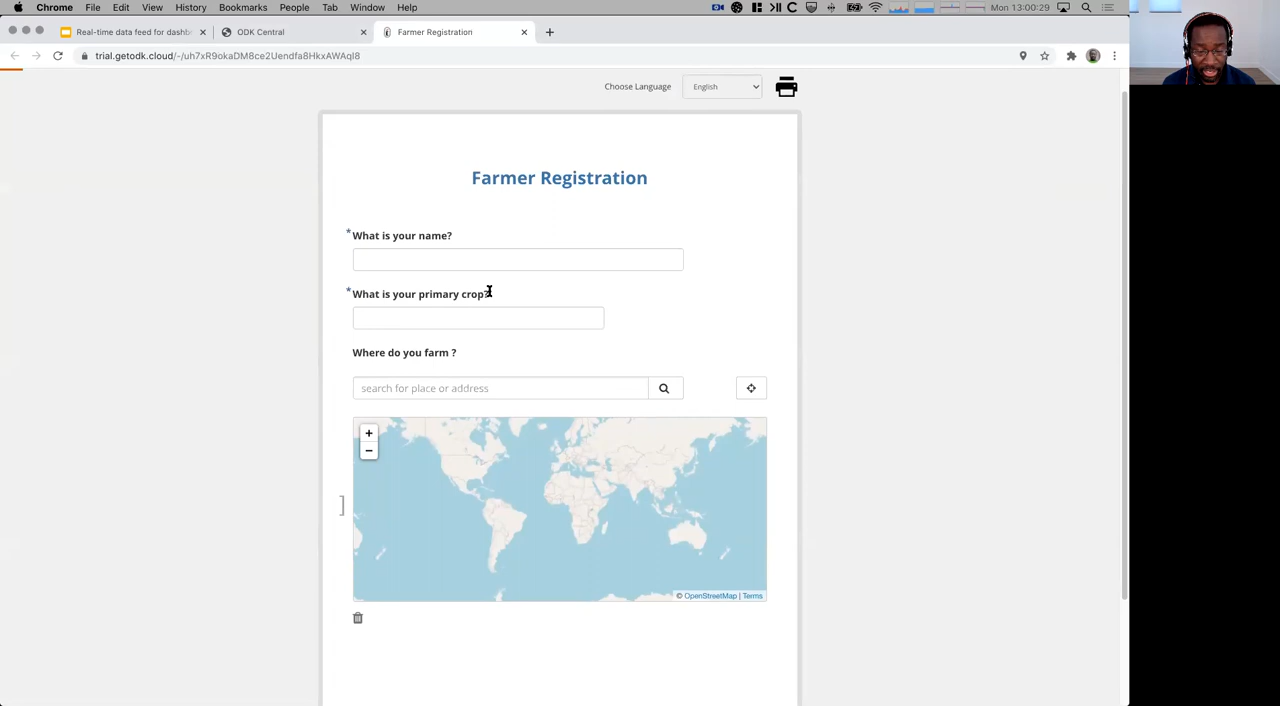 Chrome File Edit View History Bookmarks People Tab Window Help Mon 13:00:29
Real-time data feed for dashb ODK Central Farmer Registration
trial.getodk.cloud/-/uh7xR9okaDM8ce2Uendfa8HkxAWAqI8
Choose Language English
Farmer Registration
* What is your name?
* What is your primary crop?
Where do you farm ?
search for place or address
+
−
© OpenStreetMap | Terms